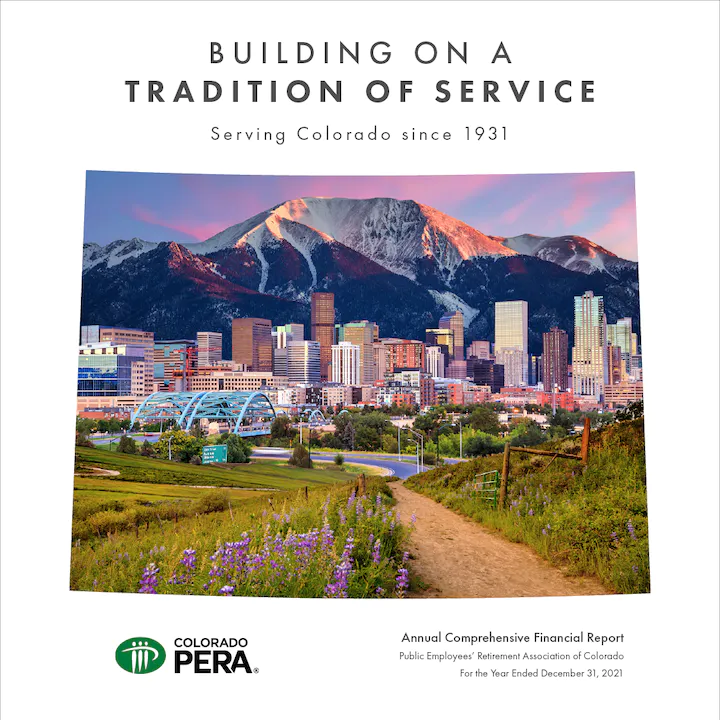 BUILDING ON A
TRADITION OF SERVICE
Serving Colorado since 1931
COLORADO
PERA®
Annual Comprehensive Financial Report
Public Employees' Retirement Association of Colorado
For the Year Ended December 31, 2021